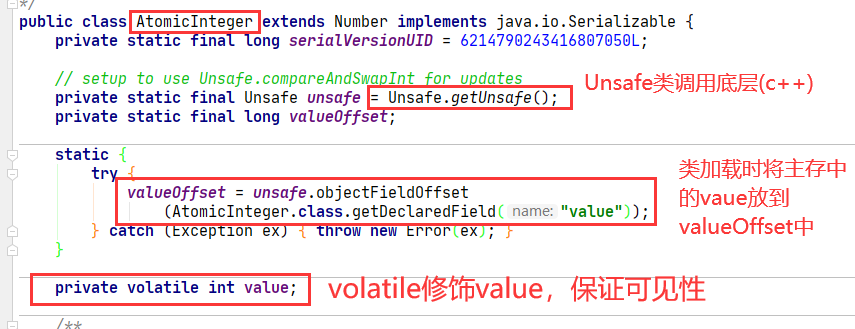 */
public class AtomicInteger extends Number implements java.io.Serializable {
private static final long serialVersionUID = 6214790243416807050L;
// setup to use Unsafe.compareAndSwapInt for updates
private static final Unsafe unsafe = Unsafe.getUnsafe();
Unsafe类调用底层(c++)
private static final long valueOffset;
static {
try {
valueOffset = unsafe.objectFieldOffset
(AtomicInteger.class.getDeclaredField( name: "value"));
} catch (Exception ex) { throw new Error(ex); }
}
类加载时将主存中
的vaue放到
valueOffset中
private volatile int value;
volatile修饰value，保证可见性
/**